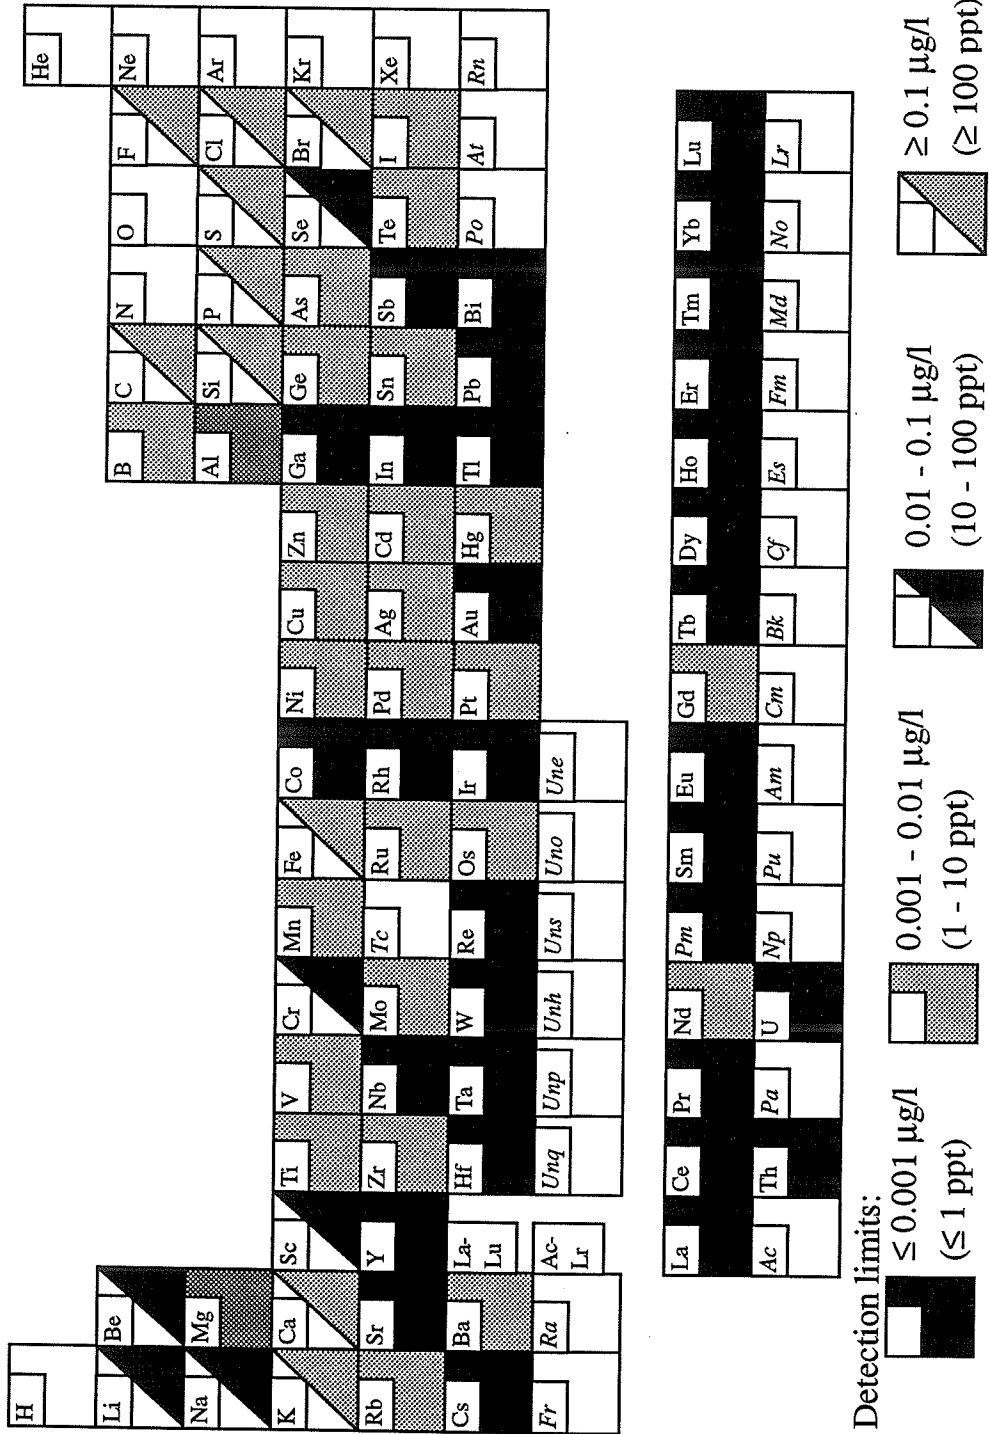 H He
Li Be B C N O F Ne
Na Mg Al Si P S Cl Ar
K Ca Sc Ti V Cr Mn Fe Co Ni Cu Zn Ga Ge As Se Br Kr
Rb Sr Y Zr Nb Mo Tc Ru Rh Pd Ag Cd In Sn Sb Te I Xe
Cs Ba La-Lu Hf Ta W Re Os Ir Pt Au Hg Tl Pb Bi Po At Rn
Fr Ra Ac-Lr Unq Unp Unh Uns Uno Une
La Ce Pr Nd Pm Sm Eu Gd Tb Dy Ho Er Tm Yb Lu
Ac Th Pa U Np Pu Am Cm Bk Cf Es Fm Md No Lr
Detection limits:
≤ 0.001 µg/l 0.001 - 0.01 µg/l 0.01 - 0.1 µg/l ≥ 0.1 µg/l
(≤ 1 ppt) (1 - 10 ppt) (10 - 100 ppt) (≥ 100 ppt)